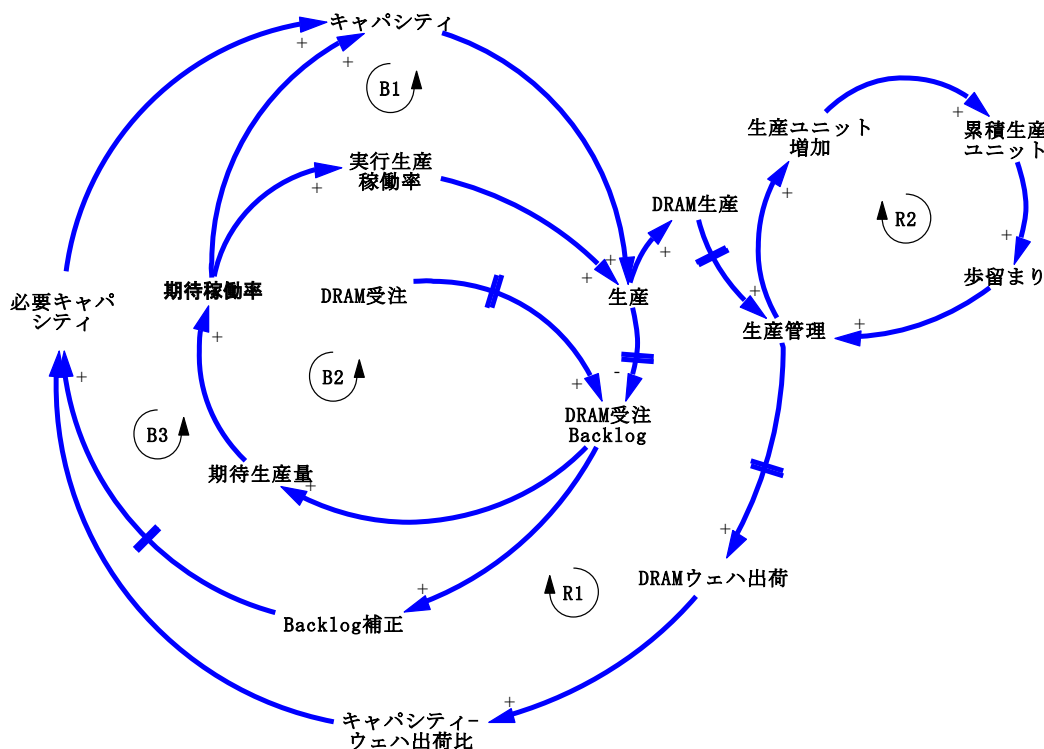 キャパシティ
+
+
B1
生産ユニット
増加
+
累積生産
ユニット
実行生産
稼働率
+
+
DRAM生産
R2
+
+
+
+
+
期待稼働率
DRAM受注
生産
歩留まり
必要キャパ
シティ
+
生産管理
+
+
B2
-
+
+
B3
DRAM受注
Backlog
期待生産量
+
+
DRAMウェハ出荷
+
R1
Backlog補正
+
キャパシティ-
ウェハ出荷比